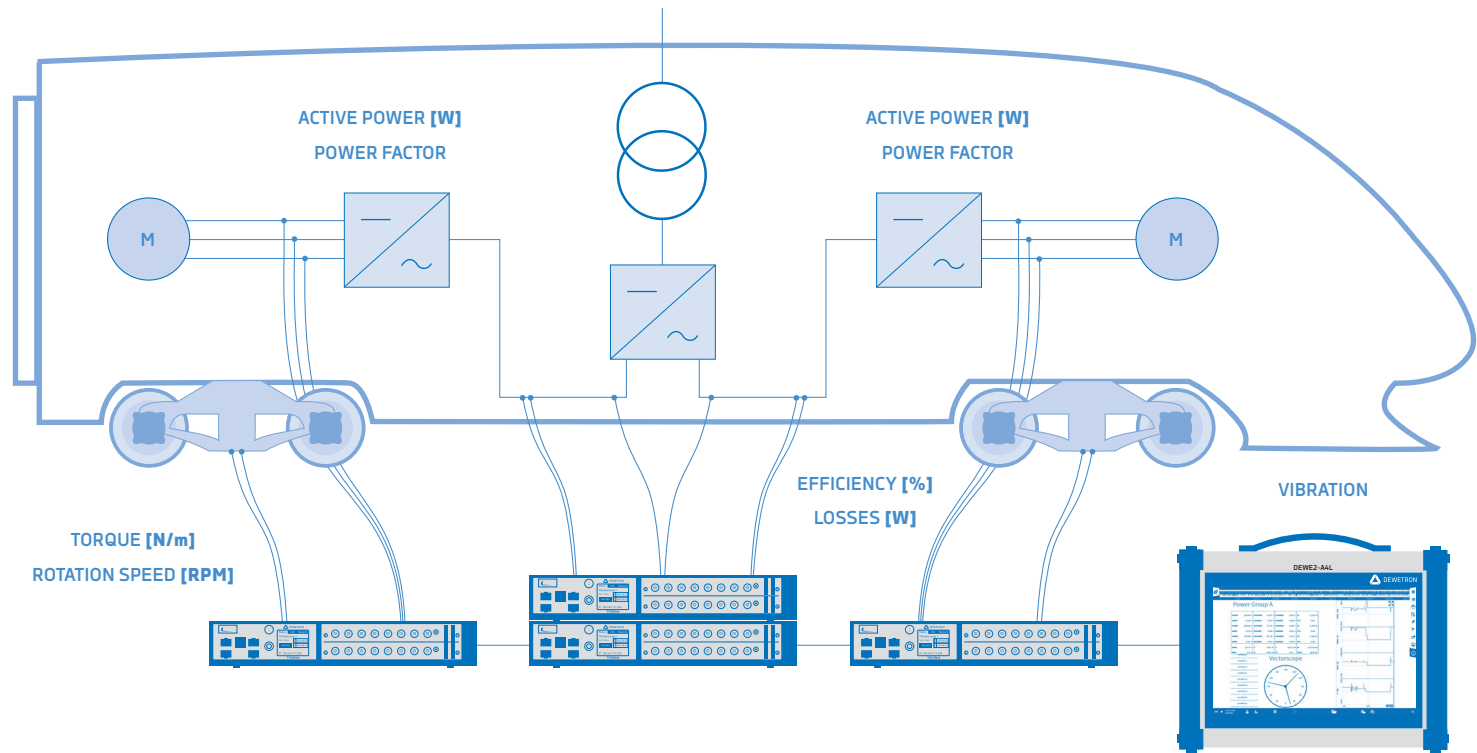 ACTIVE POWER [W]
POWER FACTOR
ACTIVE POWER [W]
POWER FACTOR
M
M
EFFICIENCY [%]
LOSSES [W]
VIBRATION
TORQUE [N/m]
ROTATION SPEED [RPM]
DEWE2-A4L
DEWETRON
Power Group A
Vectorscope